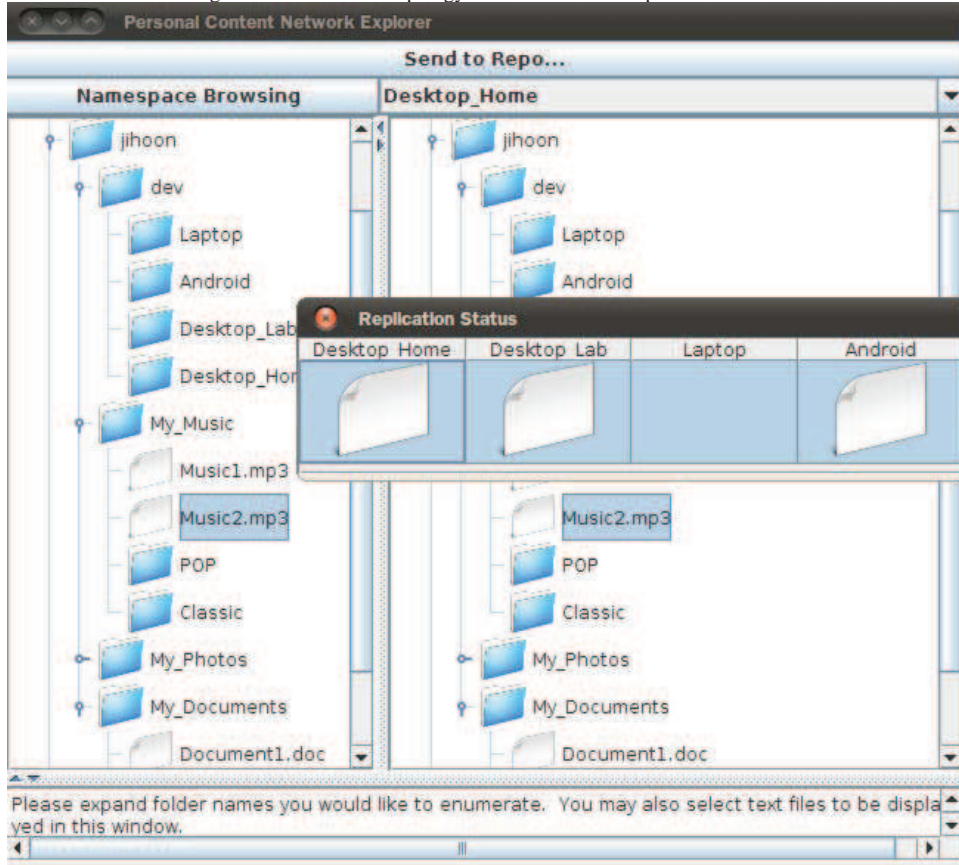 Personal Content Network Explorer
Send to Repo...
Namespace Browsing
Desktop_Home
jihoon
dev
Laptop
Android
Desktop_Lab
Desktop_Hom
My_Music
Music1.mp3
Music2.mp3
POP
Classic
My_Photos
My_Documents
Document1.doc
jihoon
dev
Laptop
Android
Replication Status
Desktop_Home
Desktop_Lab
Laptop
Android
Music2.mp3
POP
Classic
My_Photos
My_Documents
Document1.doc
Please expand folder names you would like to enumerate. You may also select text files to be displa
yed in this window.